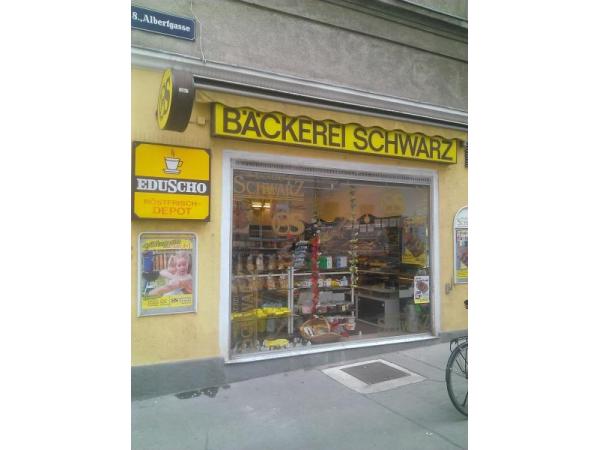 8., Albertgasse
BÄCKEREI SCHWARZ
EDUSCHO
RÖSTFRISCH-
DEPOT
SCHWARZ